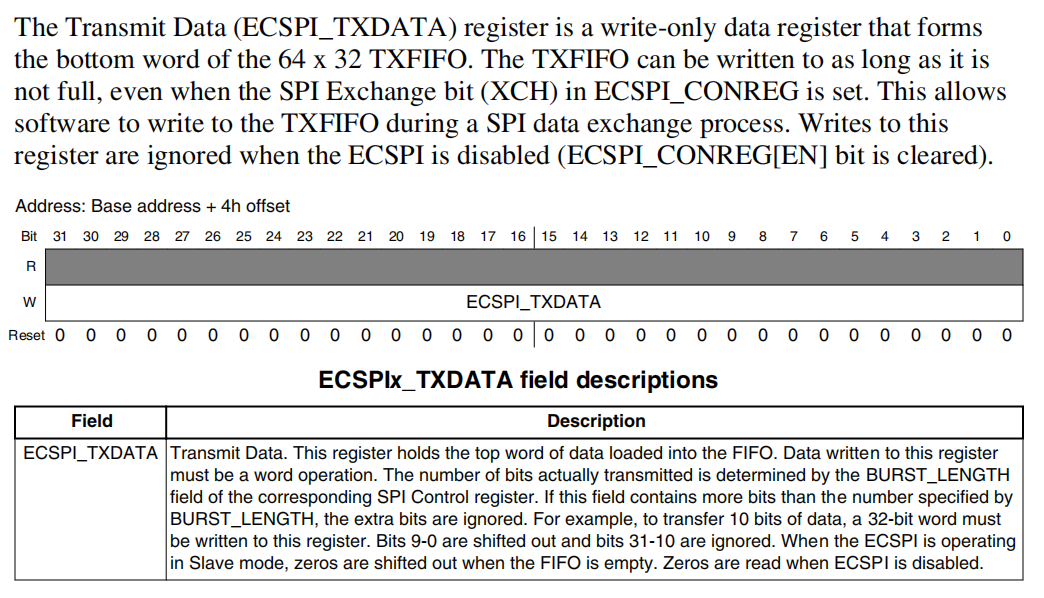 The Transmit Data (ECSPI_TXDATA) register is a write-only data register that forms
the bottom word of the 64 x 32 TXFIFO. The TXFIFO can be written to as long as it is
not full, even when the SPI Exchange bit (XCH) in ECSPI_CONREG is set. This allows
software to write to the TXFIFO during a SPI data exchange process. Writes to this
register are ignored when the ECSPI is disabled (ECSPI_CONREG[EN] bit is cleared).
Address: Base address + 4h offset
Bit 31 30 29 28 27 26 25 24 23 22 21 20 19 18 17 16 15 14 13 12 11 10 9 8 7 6 5 4 3 2 1 0
R
W ECSPI_TXDATA
Reset 0 0 0 0 0 0 0 0 0 0 0 0 0 0 0 0 0 0 0 0 0 0 0 0 0 0 0 0 0 0 0 0
ECSPIx_TXDATA field descriptions
Field Description
ECSPI_TXDATA Transmit Data. This register holds the top word of data loaded into the FIFO. Data written to this register
must be a word operation. The number of bits actually transmitted is determined by the BURST_LENGTH
field of the corresponding SPI Control register. If this field contains more bits than the number specified by
BURST_LENGTH, the extra bits are ignored. For example, to transfer 10 bits of data, a 32-bit word must
be written to this register. Bits 9-0 are shifted out and bits 31-10 are ignored. When the ECSPI is operating
in Slave mode, zeros are shifted out when the FIFO is empty. Zeros are read when ECSPI is disabled.